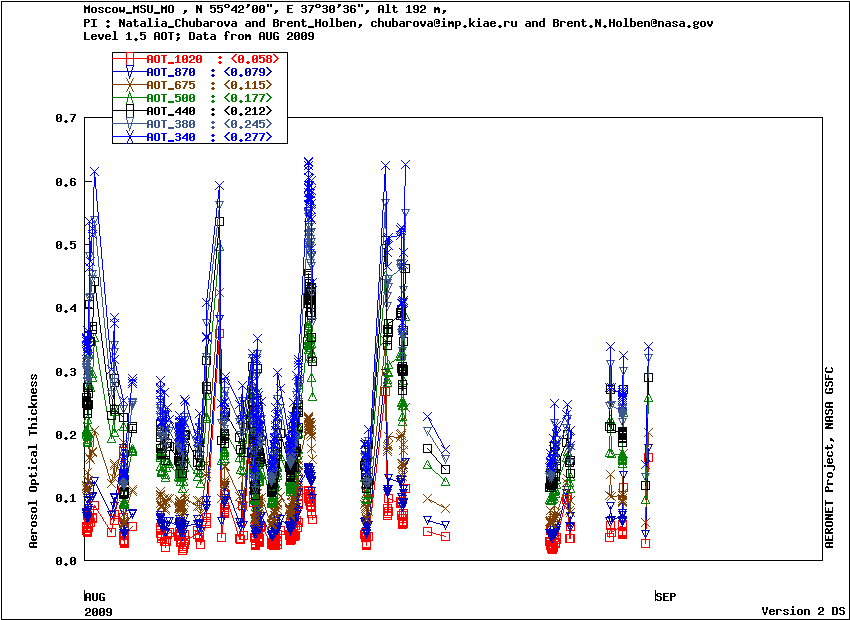 Moscow_MSU_MO , N 55°42'00", E 37°30'36", Alt 192 m,
PI : Natalia_Chubarova and Brent_Holben, chubarova@imp.kiae.ru and Brent.N.Holben@nasa.gov
Level 1.5 AOT; Data from AUG 2009
AOT_1020 : <0.058>
AOT_870 : <0.079>
AOT_675 : <0.115>
AOT_500 : <0.177>
AOT_440 : <0.212>
AOT_380 : <0.245>
AOT_340 : <0.277>
0.7
0.6
0.5
0.4
0.3
0.2
0.1
0.0
Aerosol Optical Thickness
AERONET Project, NASA GSFC
AUG
2009
SEP
Version 2 DS